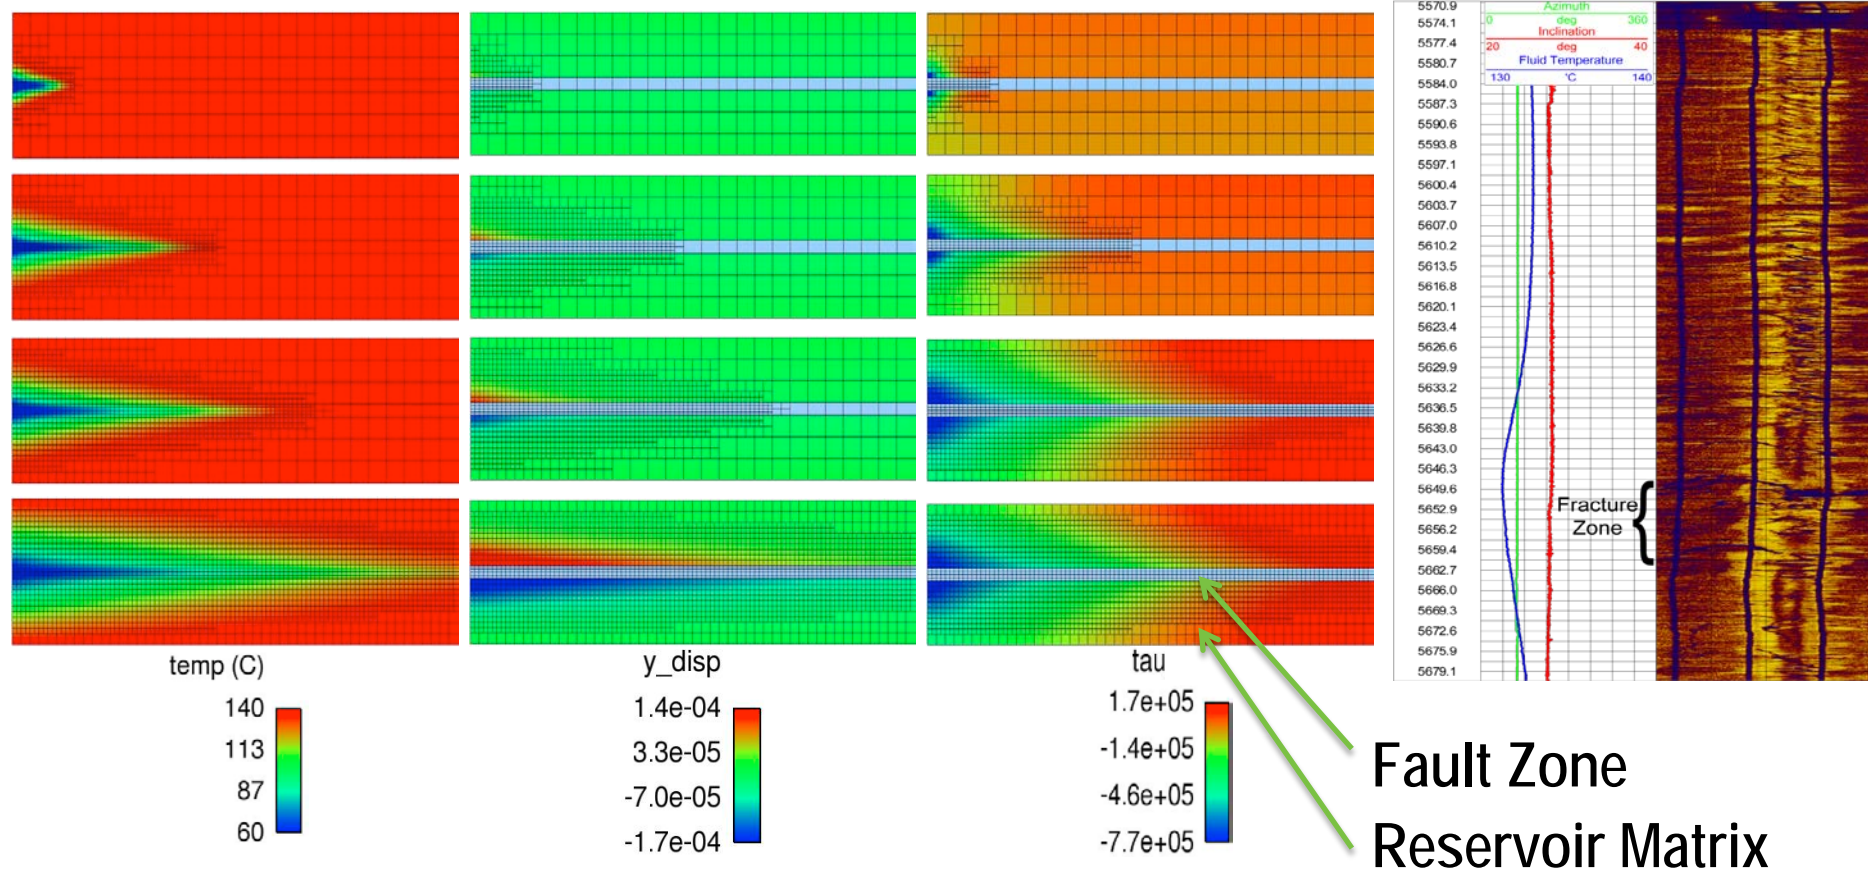 5570.9
5574.1
5577.4
5580.7
5584.0
5587.3
5590.6
5593.8
5597.1
5600.4
5603.7
5607.0
5610.2
5613.5
5616.8
5620.1
5623.4
5626.6
5629.9
5633.2
5636.5
5639.8
5643.0
5646.3
5649.6
5652.9
5656.2
5659.4
5662.7
5666.0
5669.3
5672.6
5675.9
5679.1
Azimuth
0 deg 360
Inclination
20 deg 40
Fluid Temperature
130 °C 140
Fracture
Zone
temp (C)
140
113
87
60
y_disp
1.4e-04
3.3e-05
-7.0e-05
-1.7e-04
tau
1.7e+05
-1.4e+05
-4.6e+05
-7.7e+05
Fault Zone
Reservoir Matrix